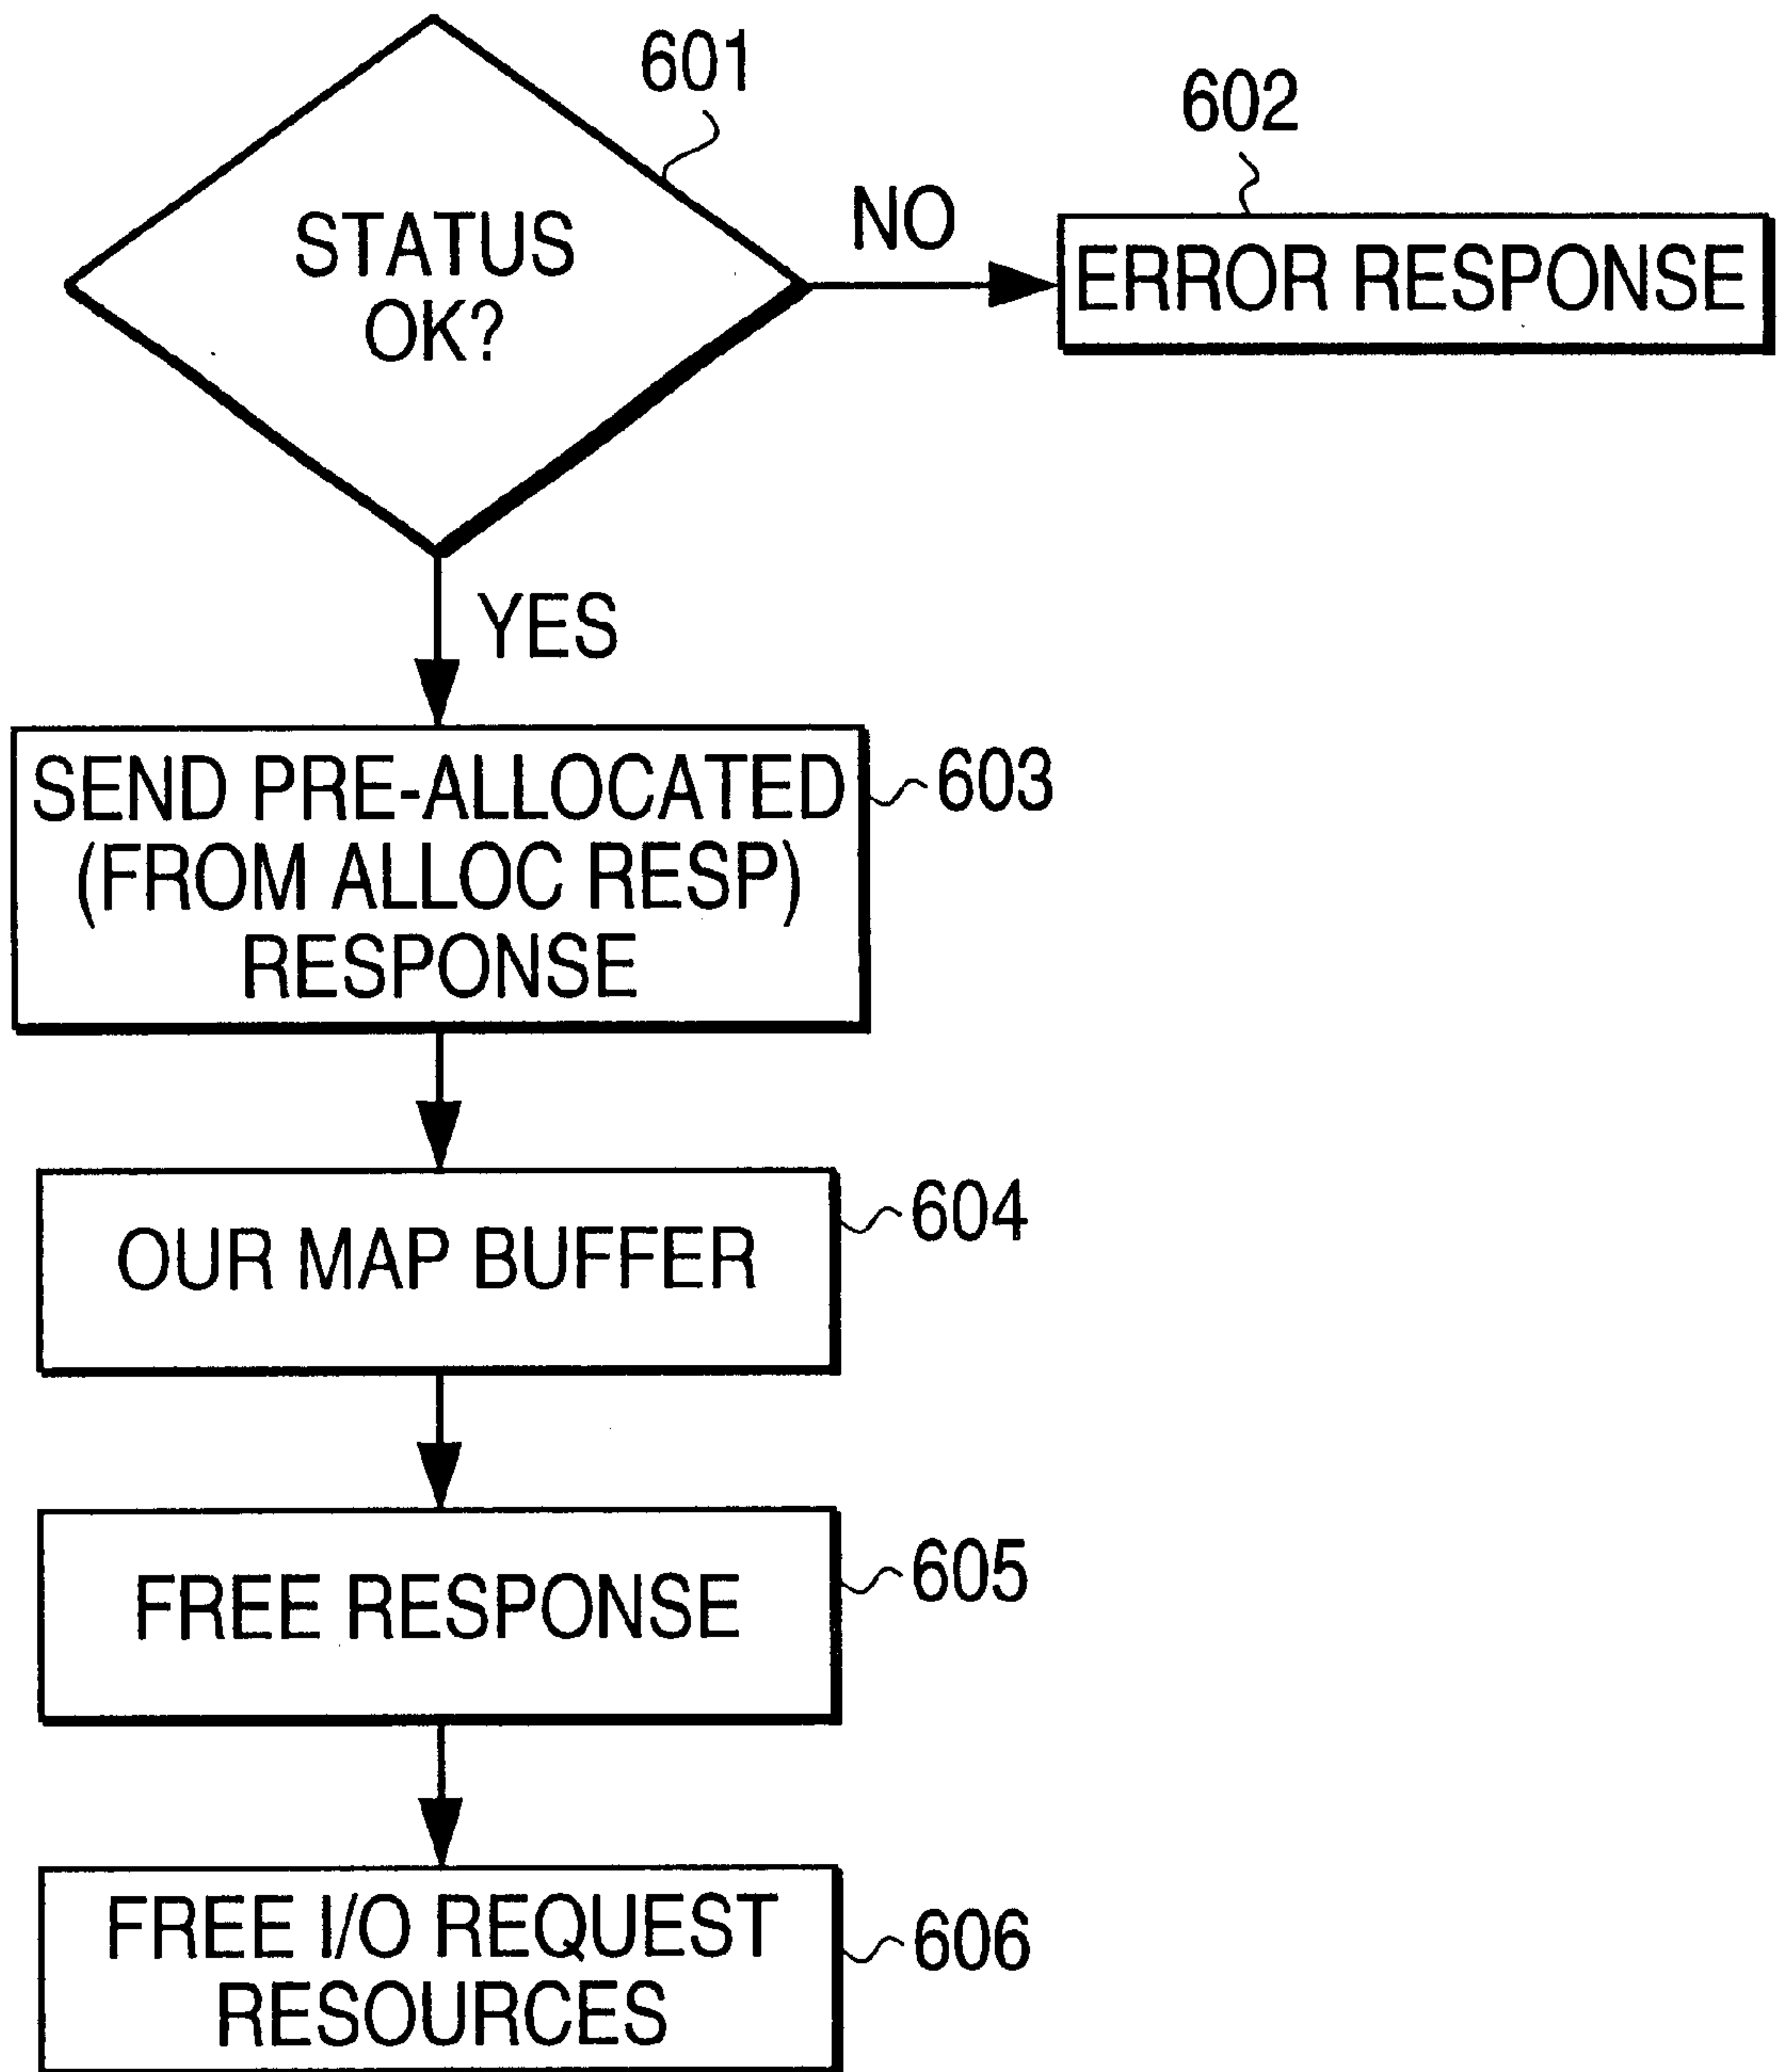 601
602
STATUS
OK?
NO
ERROR RESPONSE
YES
SEND PRE-ALLOCATED
(FROM ALLOC RESP)
RESPONSE
603
OUR MAP BUFFER
604
FREE RESPONSE
605
FREE I/O REQUEST
RESOURCES
606